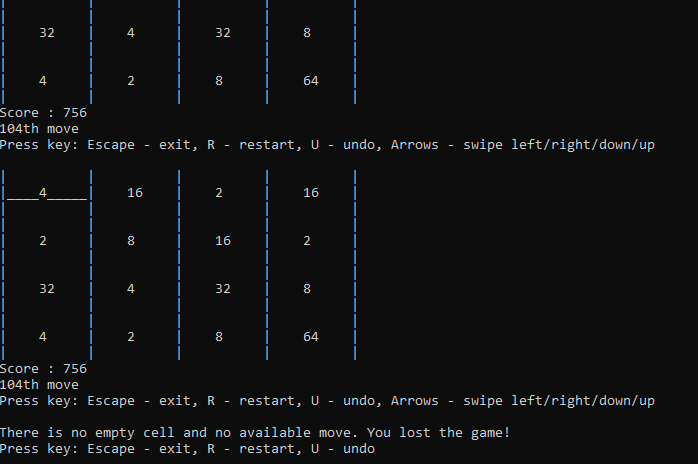 32 4 32 8
4 2 8 64
Score : 756
104th move
Press key: Escape - exit, R - restart, U - undo, Arrows - swipe left/right/down/up
____4_____ 16 2 16
2 8 16 2
32 4 32 8
4 2 8 64
Score : 756
104th move
Press key: Escape - exit, R - restart, U - undo, Arrows - swipe left/right/down/up
There is no empty cell and no available move. You lost the game!
Press key: Escape - exit, R - restart, U - undo